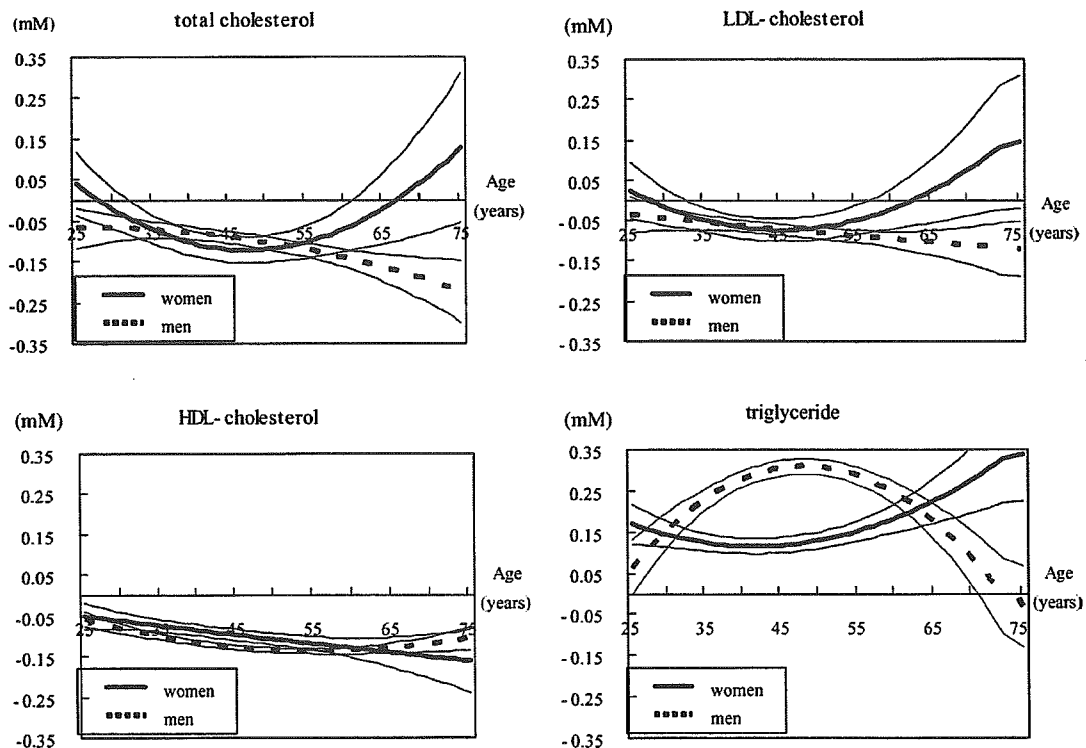 total cholesterol
(mM)
0.35
0.25
0.15
0.05
-0.05
-0.15
-0.25
-0.35
25 35 45 55 65 75
Age
(years)
women
men
LDL- cholesterol
(mM)
0.35
0.25
0.15
0.05
-0.05
-0.15
-0.25
-0.35
25 35 45 55 65 75
Age
(years)
women
men
HDL- cholesterol
(mM)
0.35
0.25
0.15
0.05
-0.05
-0.15
-0.25
-0.35
25 35 45 55 65 75
Age
(years)
women
men
triglyceride
(mM)
0.35
0.25
0.15
0.05
-0.05
-0.15
-0.25
-0.35
25 35 45 55 65 75
Age
(years)
women
men